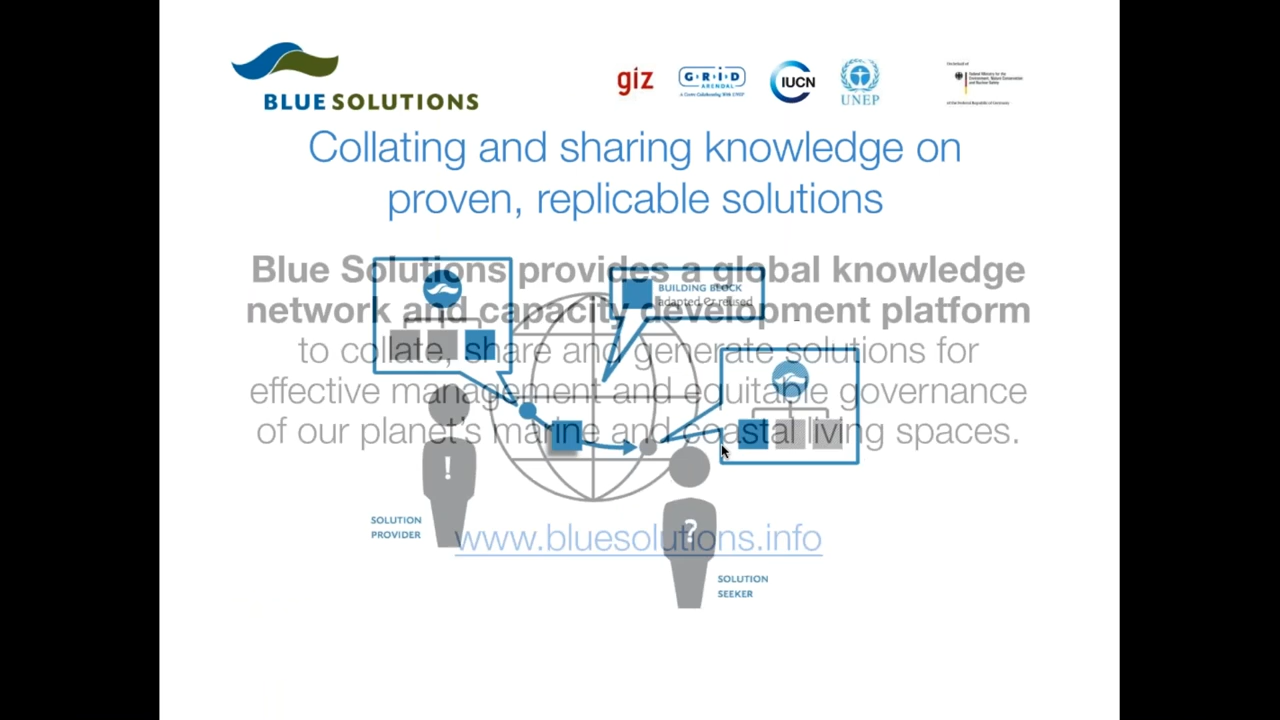 BLUE SOLUTIONS
giz
GRID
ARENDAL
IUCN
UNEP
Collating and sharing knowledge on
proven, replicable solutions
Blue Solutions provides a global knowledge
network and capacity development platform
to collate, share and generate solutions for
effective management and equitable governance
of our planet's marine and coastal living spaces.
BUILDING BLOCK
adapted & reused
!
?
SOLUTION
PROVIDER
www.bluesolutions.info
SOLUTION
SEEKER